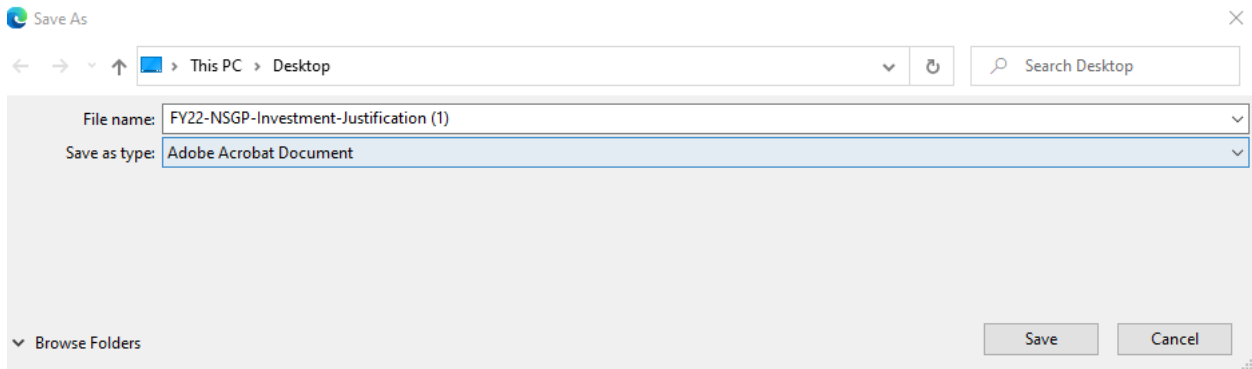 Save As
This PC > Desktop
Search Desktop
File name: FY22-NSGP-Investment-Justification (1)
Save as type: Adobe Acrobat Document
Browse Folders
Save
Cancel